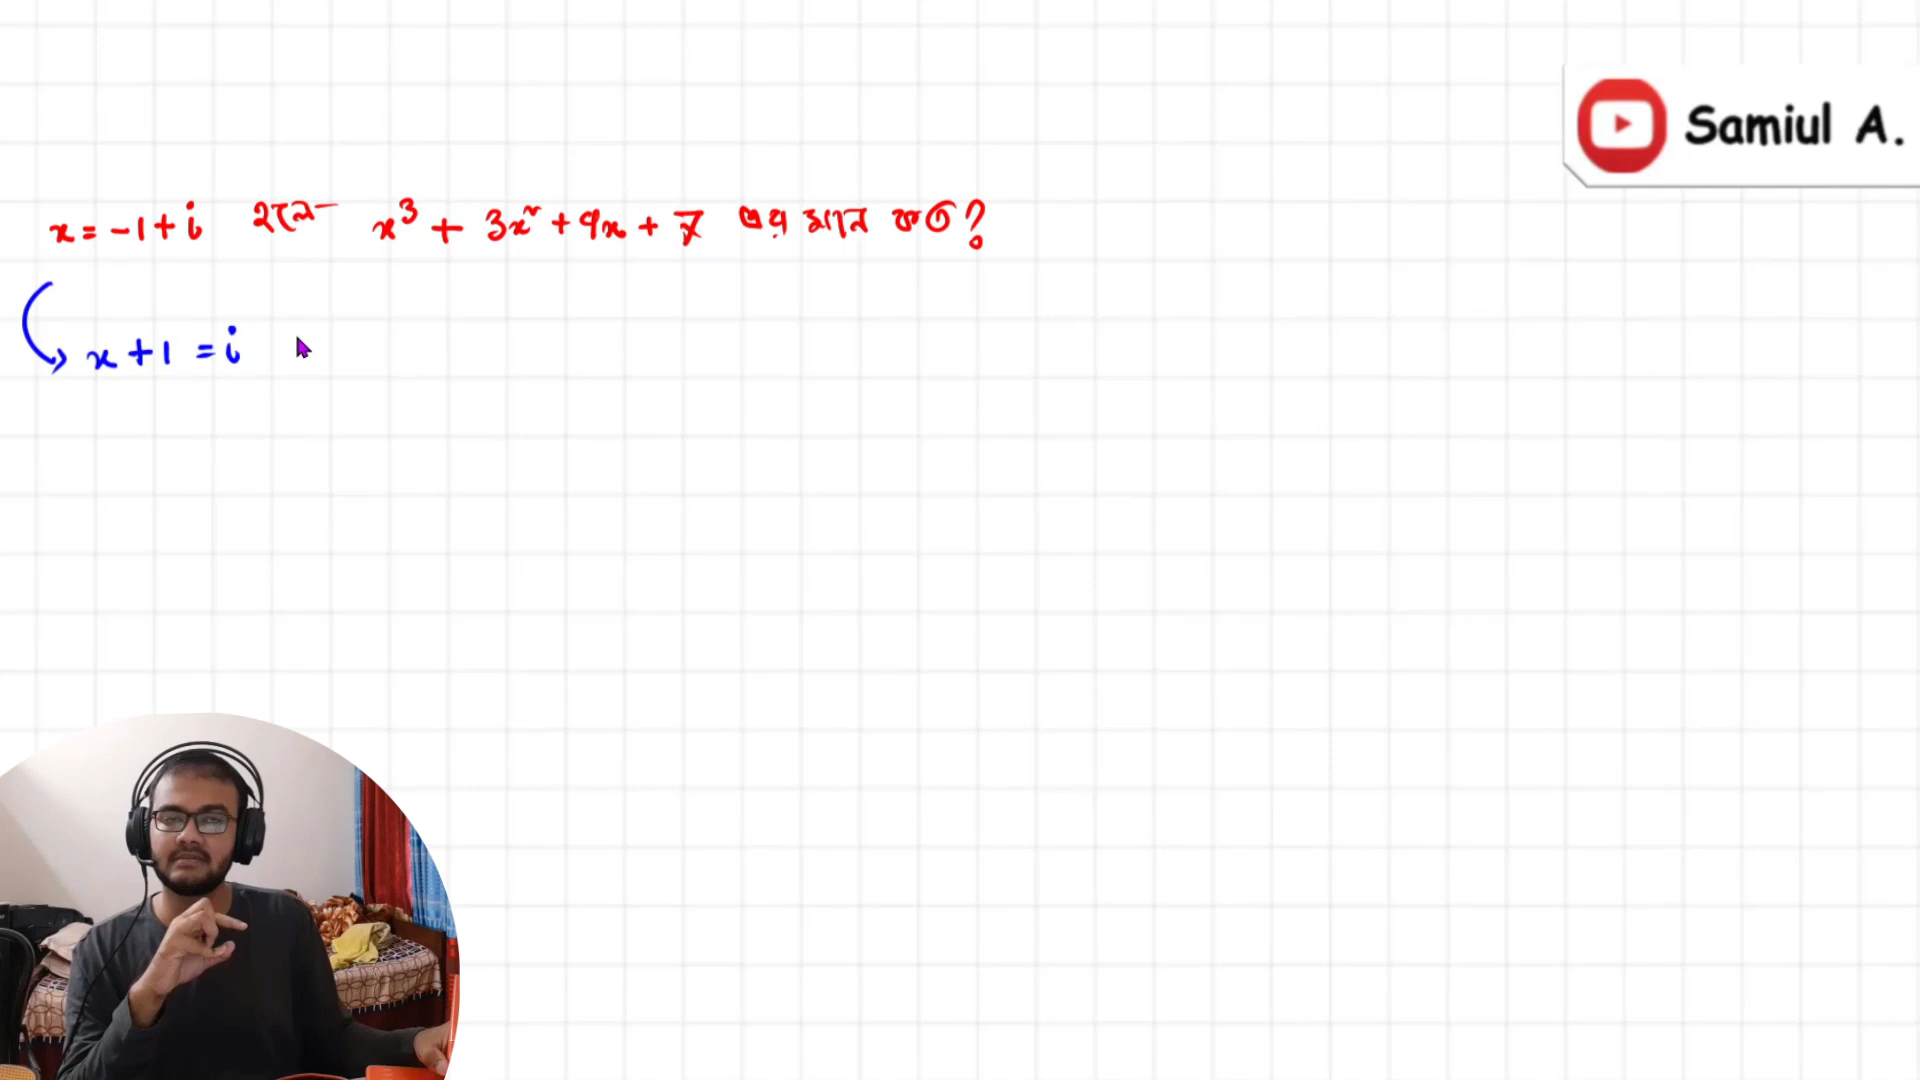 Samiul A.
x = -1 + i হলে x³ + 3x² + 4x + 7 এর মান কত?
x + 1 = i